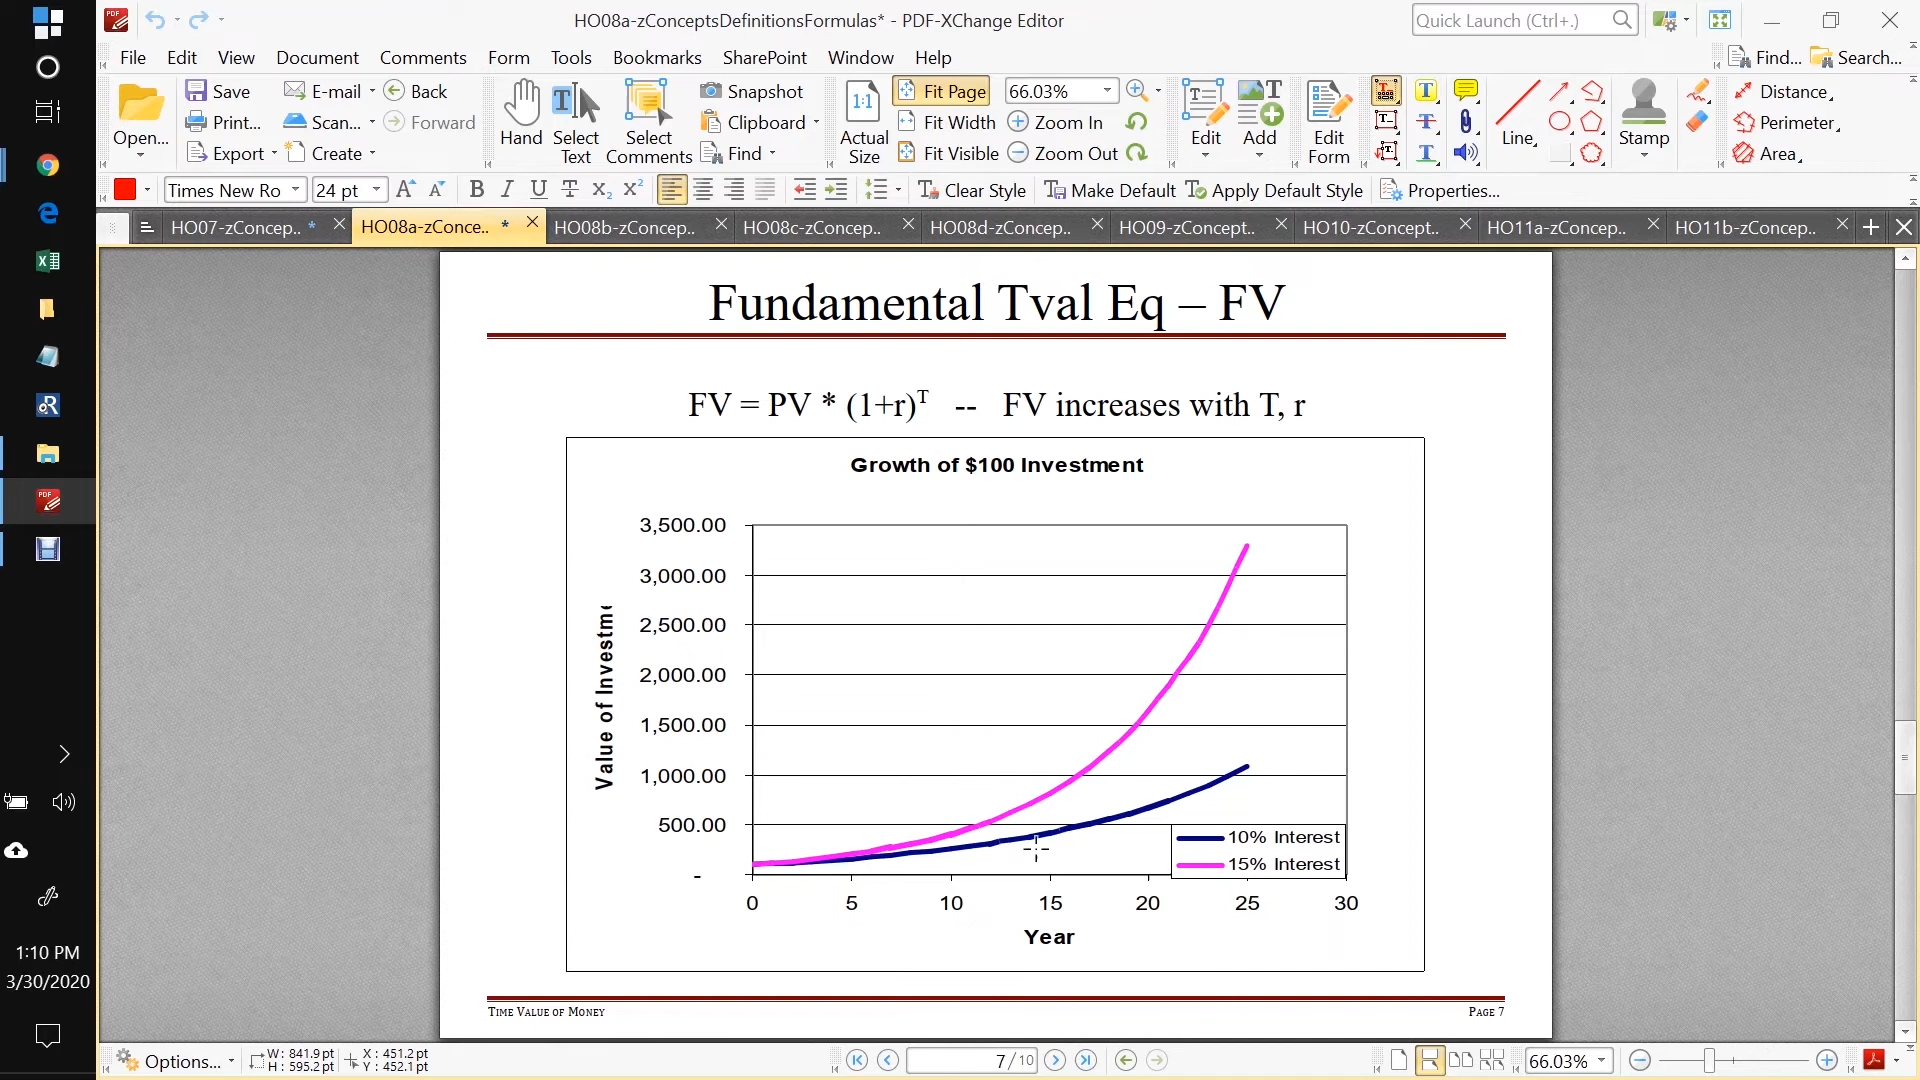 HO08a-zConceptsDefinitionsFormulas* - PDF-XChange Editor
Quick Launch (Ctrl+.)
File Edit View Document Comments Form Tools Bookmarks SharePoint Window Help
Find... Search...
Open...
Save
Print...
Export
E-mail
Scan...
Create
Back
Forward
Hand
Select Text
Select Comments
Snapshot
Clipboard
Find
1:1
Actual Size
Fit Page
Fit Width
Fit Visible
66.03%
Zoom In
Zoom Out
Edit
Add
Edit Form
Line
Stamp
Distance
Perimeter
Area
Times New Ro 24 pt
Clear Style Make Default Apply Default Style Properties...
HO07-zConcep.. * HO08a-zConce.. * HO08b-zConcep.. HO08c-zConcep.. HO08d-zConcep.. HO09-zConcept.. HO10-zConcept.. HO11a-zConcep.. HO11b-zConcep..
Fundamental Tval Eq – FV
FV = PV * (1+r)ᵀ -- FV increases with T, r
Growth of $100 Investment
Value of Investm
3,500.00
3,000.00
2,500.00
2,000.00
1,500.00
1,000.00
500.00
-
10% Interest
15% Interest
0 5 10 15 20 25 30
Year
TIME VALUE OF MONEY PAGE 7
1:10 PM
3/30/2020
Options...
W: 841.9 pt
H: 595.2 pt
X: 451.2 pt
Y: 452.1 pt
7 / 10
66.03%